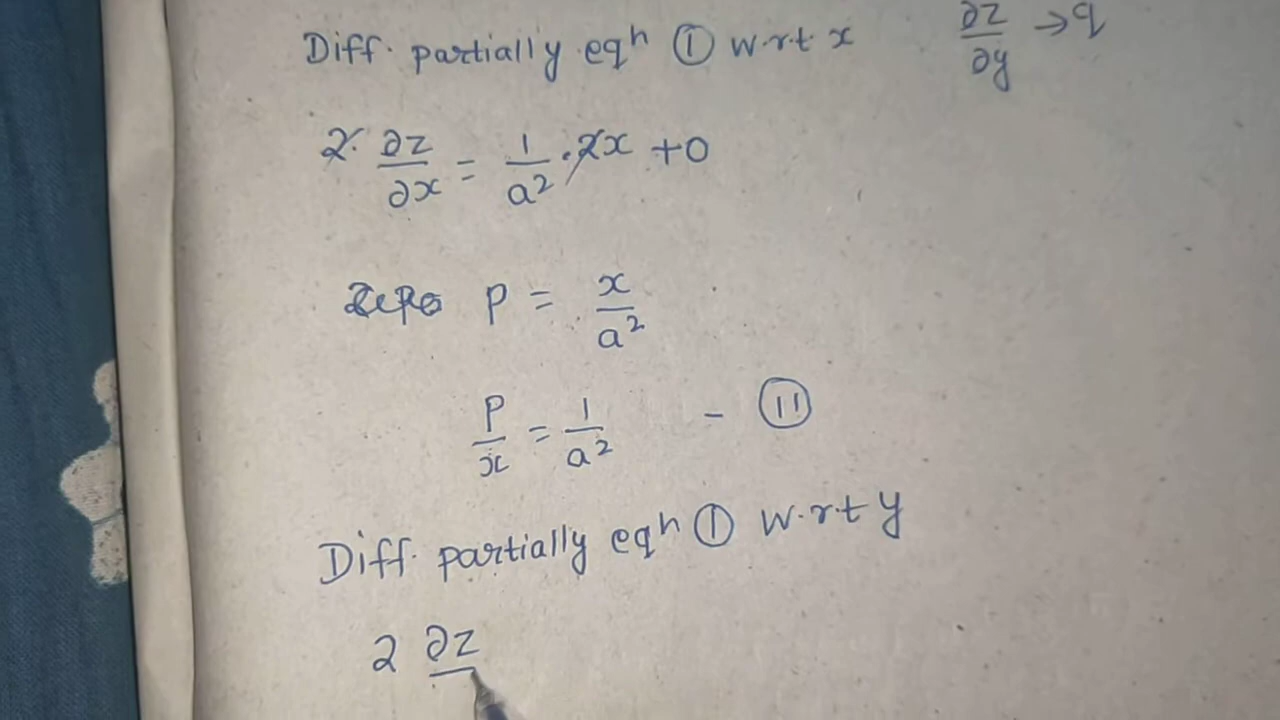 Diff. partially eqn ① w.r.t x ∂z/∂y → q
2. ∂z/∂x = 1/a² . 2x + 0
p = x/a²
p/x = 1/a² - ⑪
Diff. partially eqn ① w.r.t y
2 ∂z